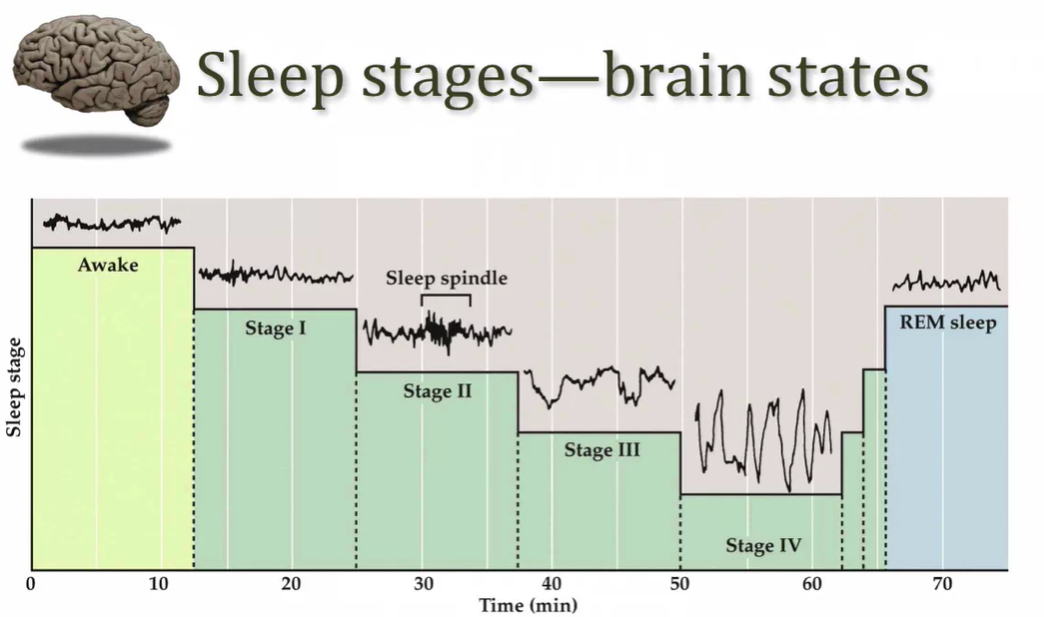 Sleep stages—brain states
Awake
Stage I
Sleep spindle
Stage II
Stage III
Stage IV
REM sleep
Sleep stage
0 10 20 30 40 50 60 70
Time (min)